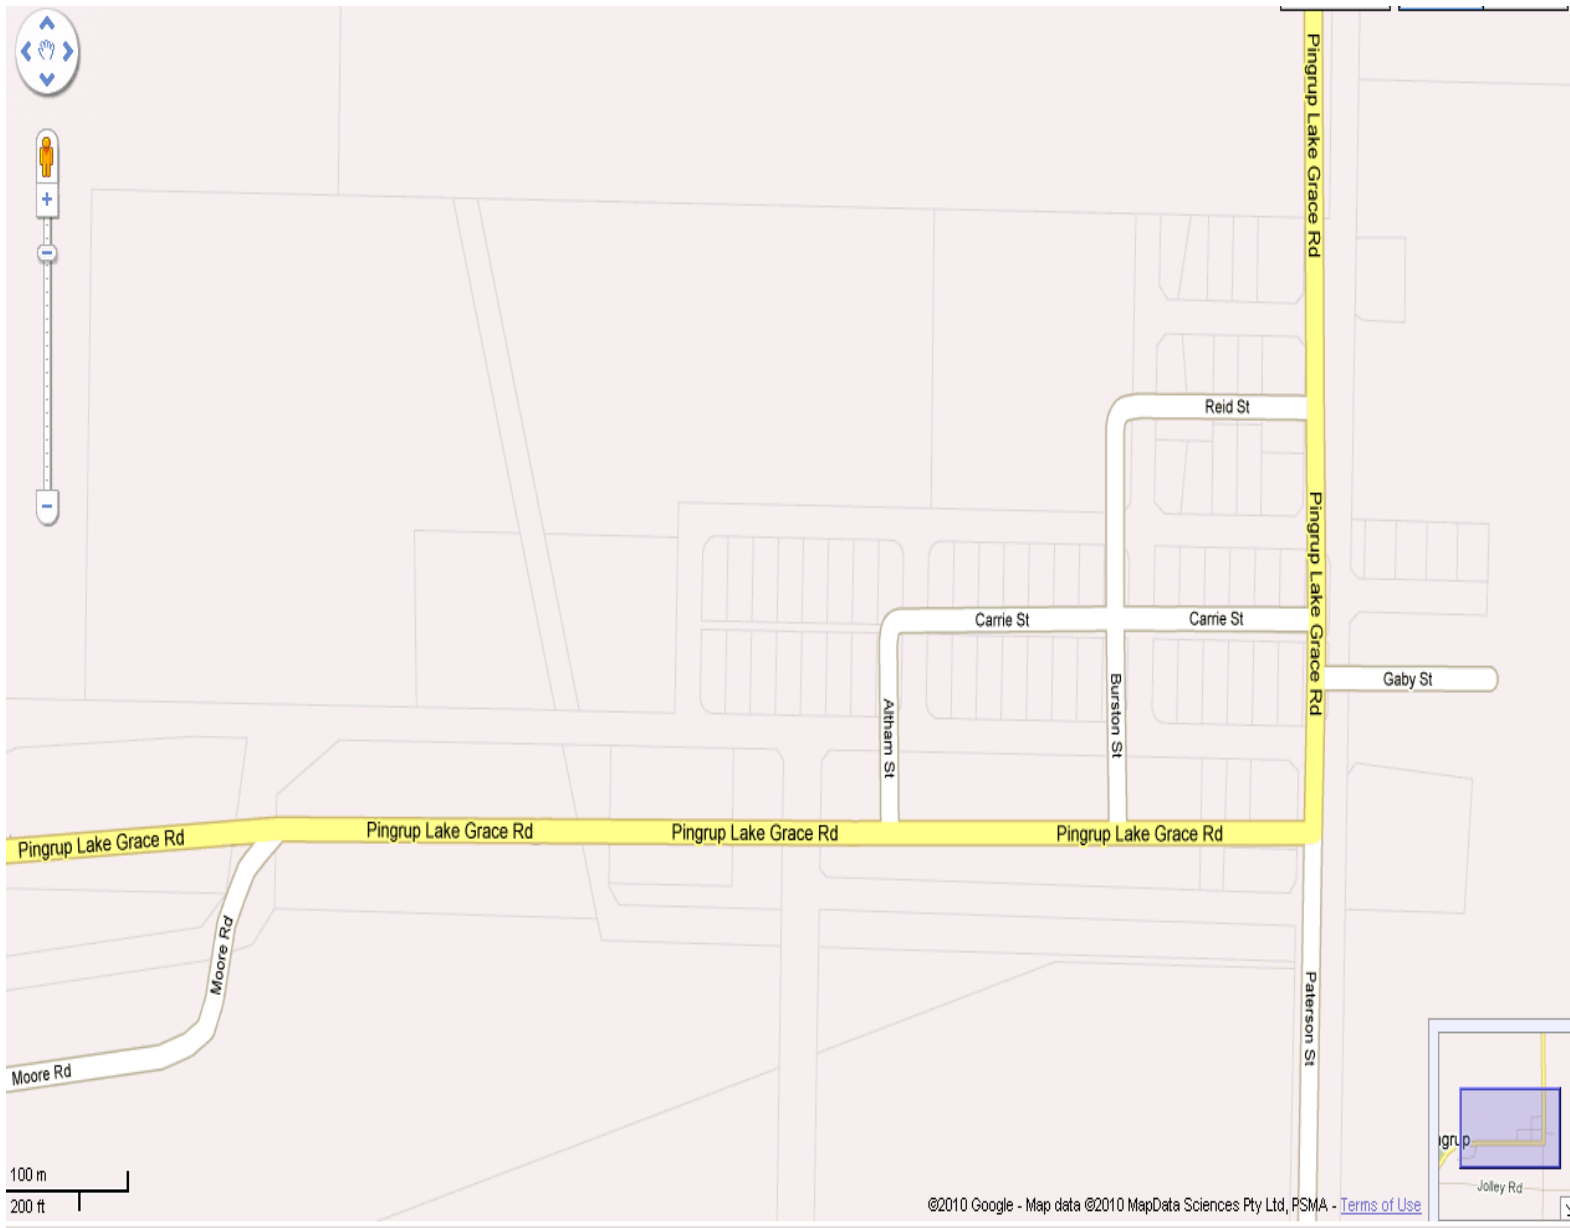 Pingrup Lake Grace Rd
Reid St
Pingrup Lake Grace Rd
Carrie St
Carrie St
Gaby St
Altham St
Burston St
Pingrup Lake Grace Rd
Pingrup Lake Grace Rd
Pingrup Lake Grace Rd
Pingrup Lake Grace Rd
Moore Rd
Paterson St
Moore Rd
ngrup
Jolley Rd
100 m
200 ft
©2010 Google - Map data ©2010 MapData Sciences Pty Ltd, PSMA - Terms of Use